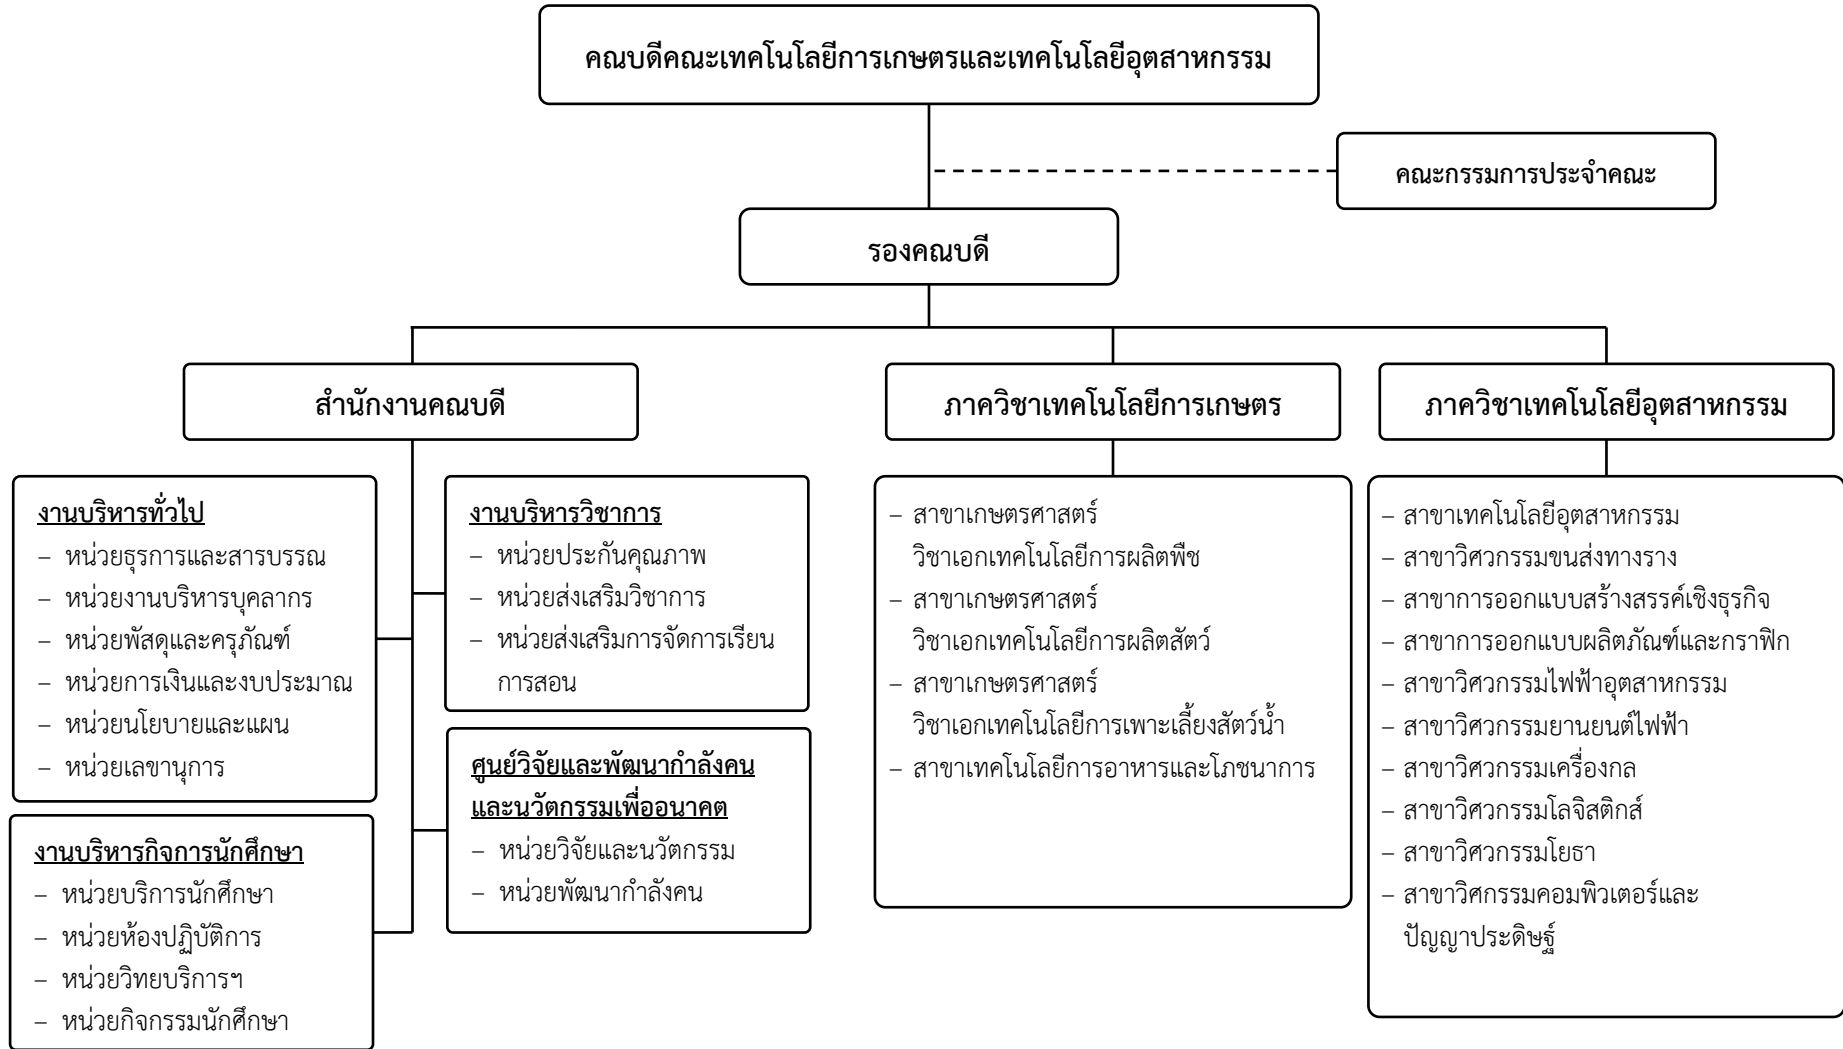 คณบดีคณะเทคโนโลยีการเกษตรและเทคโนโลยีอุตสาหกรรม
คณะกรรมการประจำคณะ
รองคณบดี
สำนักงานคณบดี
งานบริหารทั่วไป
– หน่วยธุรการและสารบรรณ
– หน่วยงานบริหารบุคลากร
– หน่วยพัสดุและครุภัณฑ์
– หน่วยการเงินและงบประมาณ
– หน่วยนโยบายและแผน
– หน่วยเลขานุการ
งานบริหารกิจการนักศึกษา
– หน่วยบริการนักศึกษา
– หน่วยห้องปฏิบัติการ
– หน่วยวิทยบริการฯ
– หน่วยกิจกรรมนักศึกษา
งานบริหารวิชาการ
– หน่วยประกันคุณภาพ
– หน่วยส่งเสริมวิชาการ
– หน่วยส่งเสริมการจัดการเรียน
การสอน
ศูนย์วิจัยและพัฒนากำลังคน
และนวัตกรรมเพื่ออนาคต
– หน่วยวิจัยและนวัตกรรม
– หน่วยพัฒนากำลังคน
ภาควิชาเทคโนโลยีการเกษตร
– สาขาเกษตรศาสตร์
วิชาเอกเทคโนโลยีการผลิตพืช
– สาขาเกษตรศาสตร์
วิชาเอกเทคโนโลยีการผลิตสัตว์
– สาขาเกษตรศาสตร์
วิชาเอกเทคโนโลยีการเพาะเลี้ยงสัตว์น้ำ
– สาขาเทคโนโลยีการอาหารและโภชนาการ
ภาควิชาเทคโนโลยีอุตสาหกรรม
– สาขาเทคโนโลยีอุตสาหกรรม
– สาขาวิศวกรรมขนส่งทางราง
– สาขาการออกแบบสร้างสรรค์เชิงธุรกิจ
– สาขาการออกแบบผลิตภัณฑ์และกราฟิก
– สาขาวิศวกรรมไฟฟ้าอุตสาหกรรม
– สาขาวิศวกรรมยานยนต์ไฟฟ้า
– สาขาวิศวกรรมเครื่องกล
– สาขาวิศวกรรมโลจิสติกส์
– สาขาวิศวกรรมโยธา
– สาขาวิศกรรมคอมพิวเตอร์และ
ปัญญาประดิษฐ์